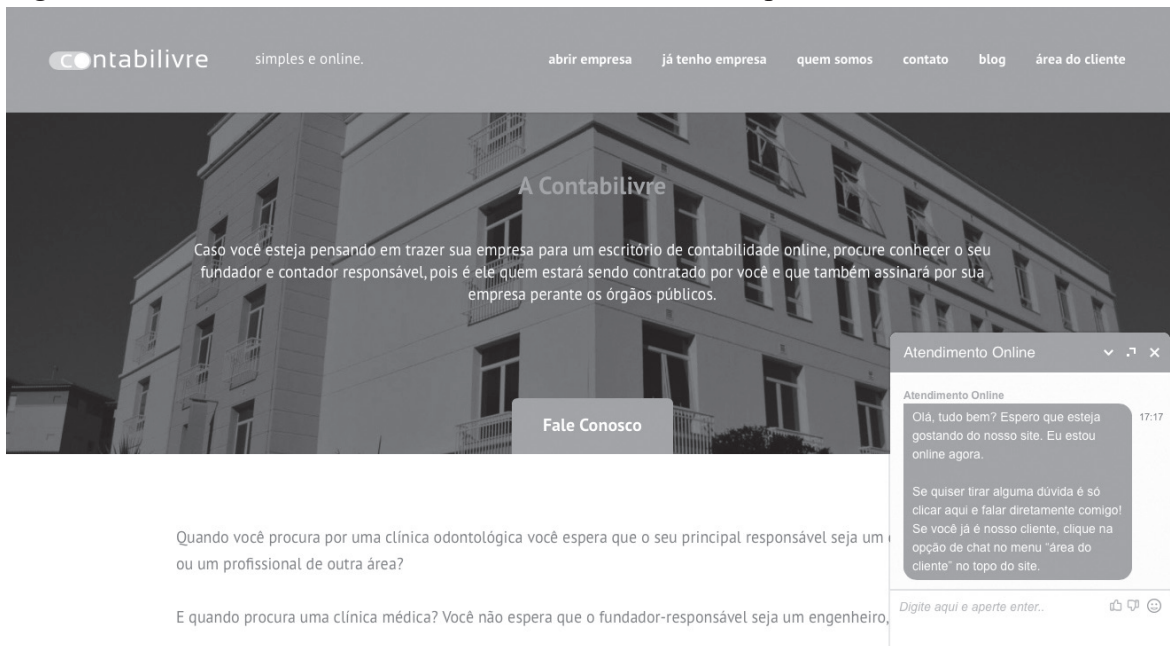 contabilivre
simples e online.
abrir empresa já tenho empresa quem somos contato blog área do cliente
A Contabilivre
Caso você esteja pensando em trazer sua empresa para um escritório de contabilidade online, procure conhecer o seu
fundador e contador responsável, pois é ele quem estará sendo contratado por você e que também assinará por sua
empresa perante os órgãos públicos.
Fale Conosco
Quando você procura por uma clínica odontológica você espera que o seu principal responsável seja um
ou um profissional de outra área?
E quando procura uma clínica médica? Você não espera que o fundador-responsável seja um engenheiro,
Atendimento Online
Atendimento Online
Olá, tudo bem? Espero que esteja
gostando do nosso site. Eu estou
online agora.
Se quiser tirar alguma dúvida é só
clicar aqui e falar diretamente comigo!
Se você já é nosso cliente, clique na
opção de chat no menu “área do
cliente” no topo do site.
17:17
Digite aqui e aperte enter..